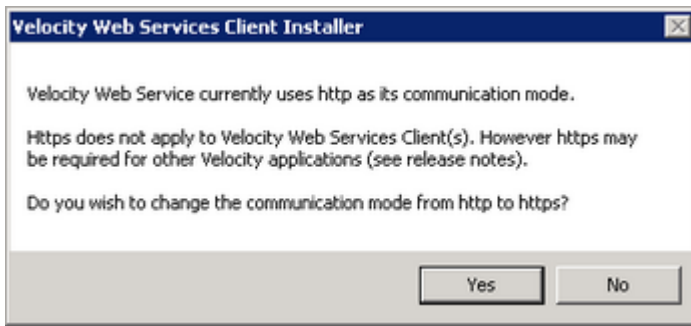 Velocity Web Services Client Installer
Velocity Web Service currently uses http as its communication mode.
Https does not apply to Velocity Web Services Client(s). However https may
be required for other Velocity applications (see release notes).
Do you wish to change the communication mode from http to https?
Yes No